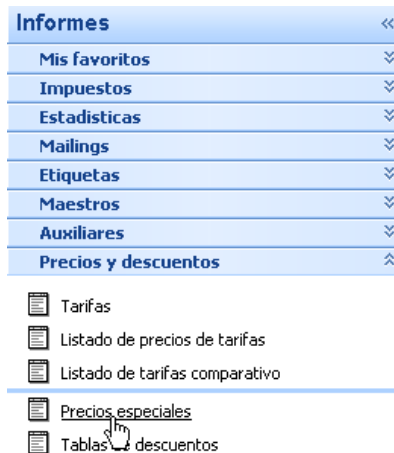 Informes
Mis favoritos
Impuestos
Estadisticas
Mailings
Etiquetas
Maestros
Auxiliares
Precios y descuentos
Tarifas
Listado de precios de tarifas
Listado de tarifas comparativo
Precios especiales
Tablas de descuentos